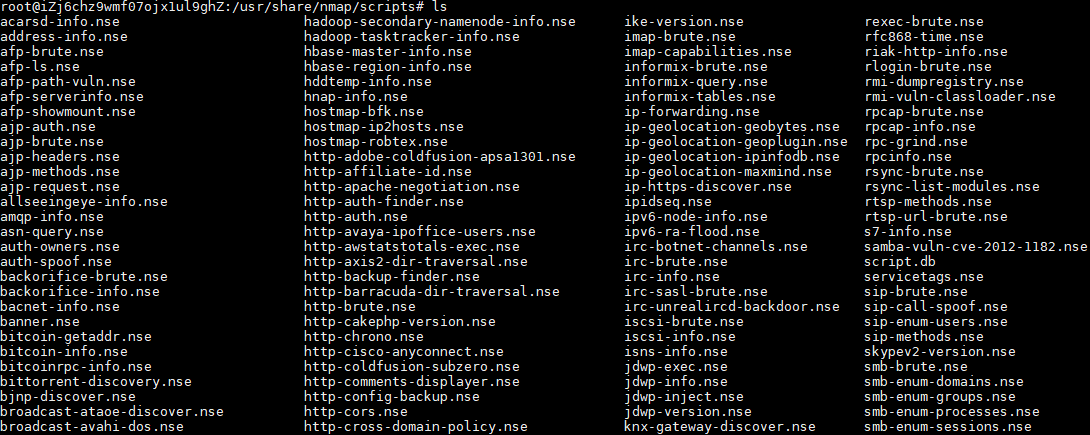 root@iZj6chz9wmf07ojx1ul9ghZ:/usr/share/nmap/scripts# ls
acarsd-info.nse hadoop-secondary-namenode-info.nse ike-version.nse rexec-brute.nse
address-info.nse hadoop-tasktracker-info.nse imap-brute.nse rfc868-time.nse
afp-brute.nse hbase-master-info.nse imap-capabilities.nse riak-http-info.nse
afp-ls.nse hbase-region-info.nse informix-brute.nse rlogin-brute.nse
afp-path-vuln.nse hddtemp-info.nse informix-query.nse rmi-dumpregistry.nse
afp-serverinfo.nse hnap-info.nse informix-tables.nse rmi-vuln-classloader.nse
afp-showmount.nse hostmap-bfk.nse ip-forwarding.nse rpcap-brute.nse
ajp-auth.nse hostmap-ip2hosts.nse ip-geolocation-geobytes.nse rpcap-info.nse
ajp-brute.nse hostmap-robtex.nse ip-geolocation-geoplugin.nse rpc-grind.nse
ajp-headers.nse http-adobe-coldfusion-apsa1301.nse ip-geolocation-ipinfodb.nse rpcinfo.nse
ajp-methods.nse http-affiliate-id.nse ip-geolocation-maxmind.nse rsync-brute.nse
ajp-request.nse http-apache-negotiation.nse ip-https-discover.nse rsync-list-modules.nse
allseeingeye-info.nse http-auth-finder.nse ipidseq.nse rtsp-methods.nse
amqp-info.nse http-auth.nse ipv6-node-info.nse rtsp-url-brute.nse
asn-query.nse http-avaya-ipoffice-users.nse ipv6-ra-flood.nse s7-info.nse
auth-owners.nse http-awstatstotals-exec.nse irc-botnet-channels.nse samba-vuln-cve-2012-1182.nse
auth-spoof.nse http-axis2-dir-traversal.nse irc-brute.nse script.db
backorifice-brute.nse http-backup-finder.nse irc-info.nse servicetags.nse
backorifice-info.nse http-barracuda-dir-traversal.nse irc-sasl-brute.nse sip-brute.nse
bacnet-info.nse http-brute.nse irc-unrealircd-backdoor.nse sip-call-spoof.nse
banner.nse http-cakephp-version.nse iscsi-brute.nse sip-enum-users.nse
bitcoin-getaddr.nse http-chrono.nse iscsi-info.nse sip-methods.nse
bitcoin-info.nse http-cisco-anyconnect.nse isns-info.nse skypev2-version.nse
bitcoinrpc-info.nse http-coldfusion-subzero.nse jdwp-exec.nse smb-brute.nse
bittorrent-discovery.nse http-comments-displayer.nse jdwp-info.nse smb-enum-domains.nse
bjnp-discover.nse http-config-backup.nse jdwp-inject.nse smb-enum-groups.nse
broadcast-ataoe-discover.nse http-cors.nse jdwp-version.nse smb-enum-processes.nse
broadcast-avahi-dos.nse http-cross-domain-policy.nse knx-gateway-discover.nse smb-enum-sessions.nse